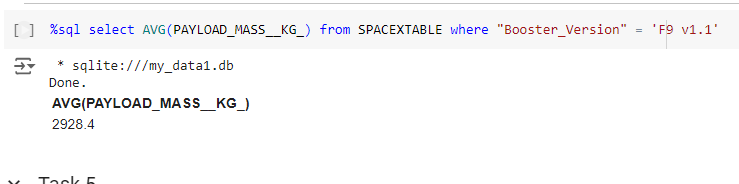 [ ] %sql select AVG(PAYLOAD_MASS__KG_) from SPACEXTABLE where "Booster_Version" = 'F9 v1.1'
* sqlite:///my_data1.db
Done.
AVG(PAYLOAD_MASS__KG_)
2928.4
Task 5